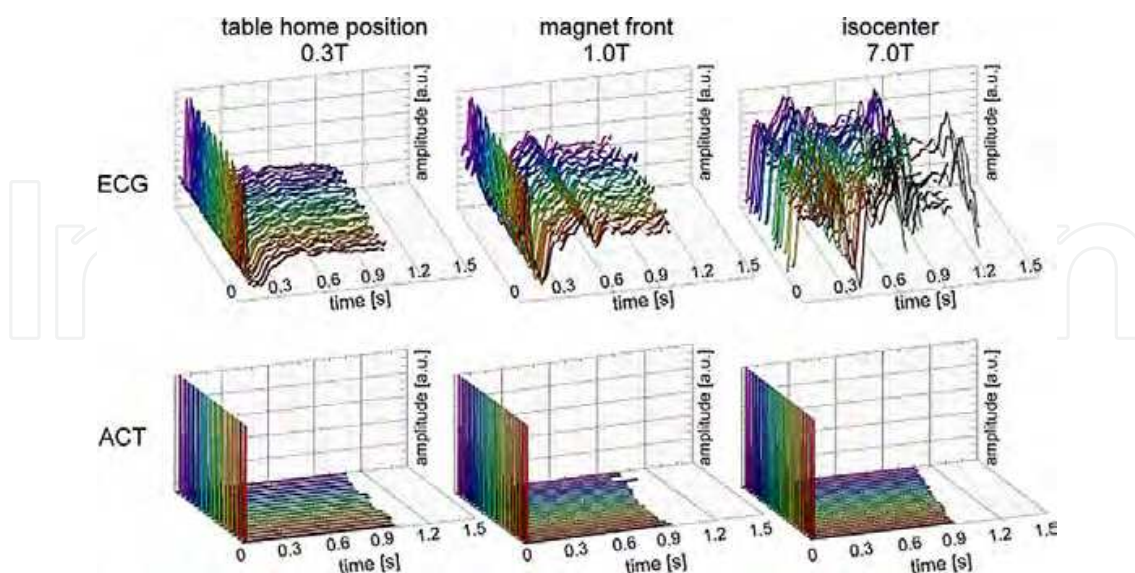 table home position
0.3T
magnet front
1.0T
isocenter
7.0T
ECG
amplitude [a.u.]
amplitude [a.u.]
amplitude [a.u.]
0 0.3 0.6 0.9 1.2 1.5
time [s]
0 0.3 0.6 0.9 1.2 1.5
time [s]
0 0.3 0.6 0.9 1.2 1.5
time [s]
ACT
amplitude [a.u.]
amplitude [a.u.]
amplitude [a.u.]
0 0.3 0.6 0.9 1.2 1.5
time [s]
0 0.3 0.6 0.9 1.2 1.5
time [s]
0 0.3 0.6 0.9 1.2 1.5
time [s]